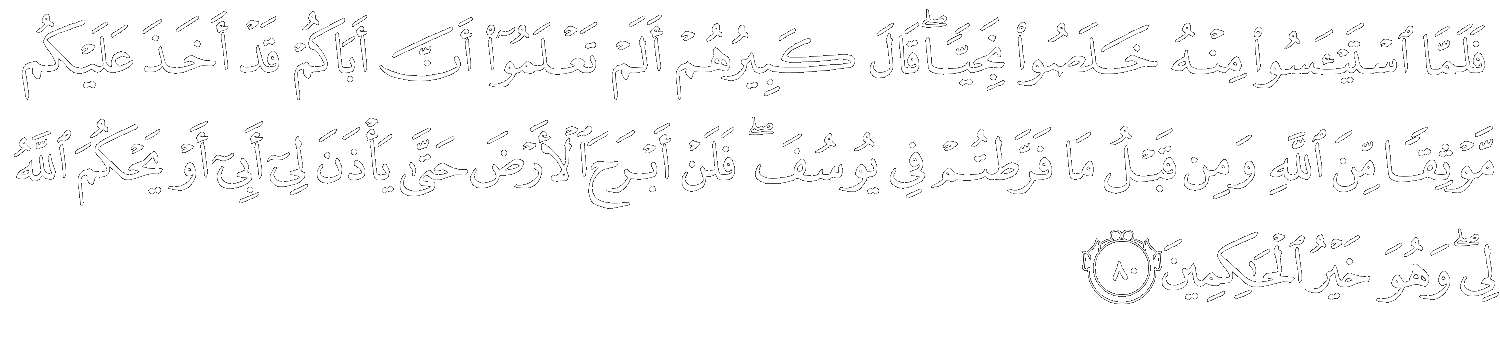 فَلَمَّا ٱسْتَيْـَٔسُوا۟ مِنْهُ خَلَصُوا۟ نَجِيًّا ۖ قَالَ كَبِيرُهُمْ أَلَمْ تَعْلَمُوٓا۟ أَنَّ أَبَاكُمْ قَدْ أَخَذَ عَلَيْكُم
مَّوْثِقًا مِّنَ ٱللَّهِ وَمِن قَبْلُ مَا فَرَّطتُمْ فِى يُوسُفَ ۖ فَلَنْ أَبْرَحَ ٱلْأَرْضَ حَتَّىٰ يَأْذَنَ لِىٓ أَبِىٓ أَوْ يَحْكُمَ ٱللَّهُ
لِى ۖ وَهُوَ خَيْرُ ٱلْحَـٰكِمِينَ ٨٠